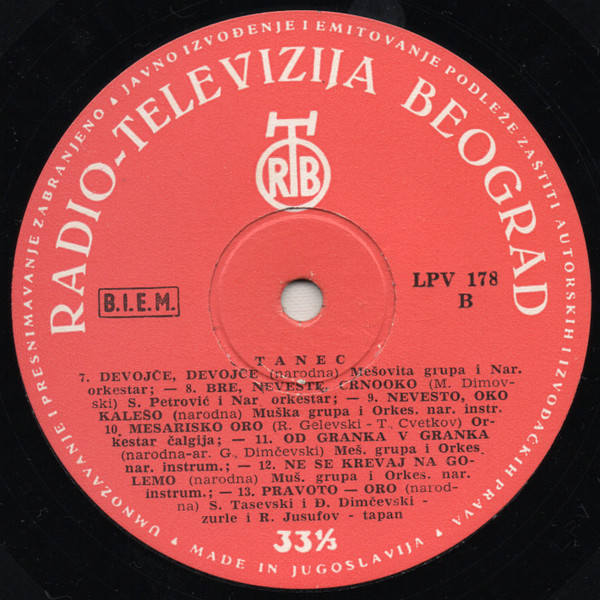 UMNOŽAVANJE I PRESNIMAVANJE ZABRANJENO ▲ JAVNO IZVOĐENJE I EMITOVANJE PODLEŽE ZAŠTITI AUTORSKIH I IZVOĐAČKIH PRAVA ▲
RADIO-TELEVIZIJA BEOGRAD
RTB
B.I.E.M.
LPV 178
B
TANEC
7. DEVOJČE, DEVOJČE (narodna) Mešovita grupa i Nar.
orkestar; — 8. BRE, NEVESTE, CRNOOKO (M. Dimov-
ski) S. Petrović i Nar orkestar; — 9. NEVESTO, OKO
KALEŠO (narodna) Muška grupa i Orkes. nar. instr.
10. MESARISKO ORO (R. Gelevski - T. Cvetkov) Or-
kestar čalgija; — 11. OD GRANKA V GRANKA
(narodna-ar. G. Dimčevski) Meš. grupa i Orkes
nar. instrum.; — 12. NE SE KREVAJ NA GO-
LEMO (narodna) Muš. grupa i Orkes. nar.
instrum.; — 13. PRAVOTO — ORO (narod-
na) S. Tasevski i Đ. Dimčevski -
zurle i R. Jusufov - tapan
33⅓
▲ MADE IN JUGOSLAVIJA ▲